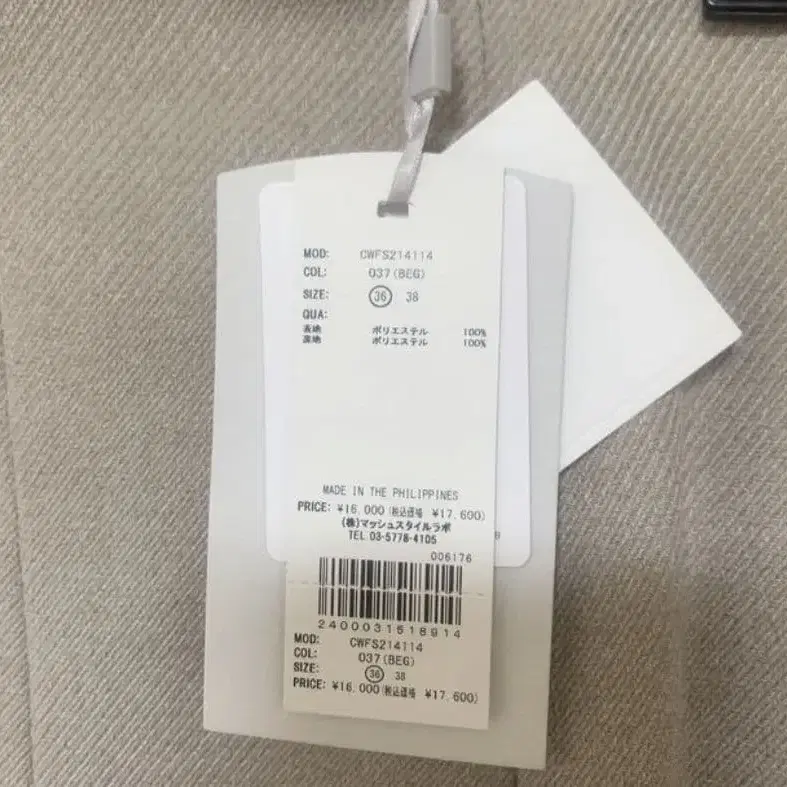 MOD: CWFS214114
COL: 037(BEG)
SIZE: 36 38
QUA:
表地 ポリエステル 100%
裏地 ポリエステル 100%
MADE IN THE PHILIPPINES
PRICE: ¥16,000(税込価格 ¥17,600)
(株)マッシュスタイルラボ
TEL.03-5778-4105
8
006176
2400031618914
MOD: CWFS214114
COL: 037(BEG)
SIZE: 36 38
PRICE: ¥16,000(税込価格 ¥17,600)